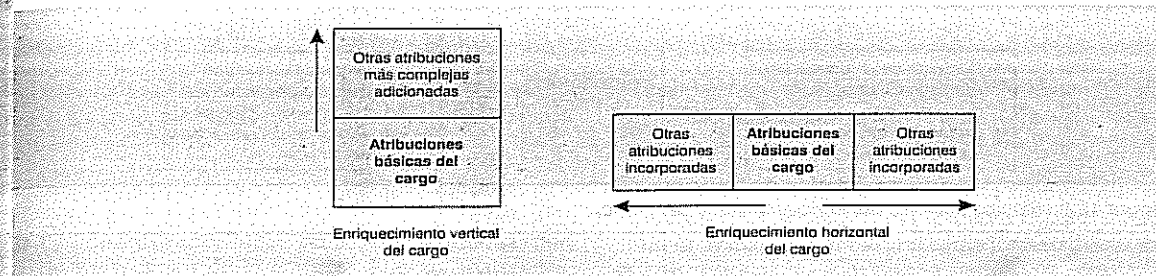 Otras atribuciones
más complejas
adicionadas
Atribuciones
básicas del
cargo
Enriquecimiento vertical
del cargo
Otras
atribuciones
incorporadas
Atribuciones
básicas del
cargo
Otras
atribuciones
incorporadas
Enriquecimiento horizontal
del cargo